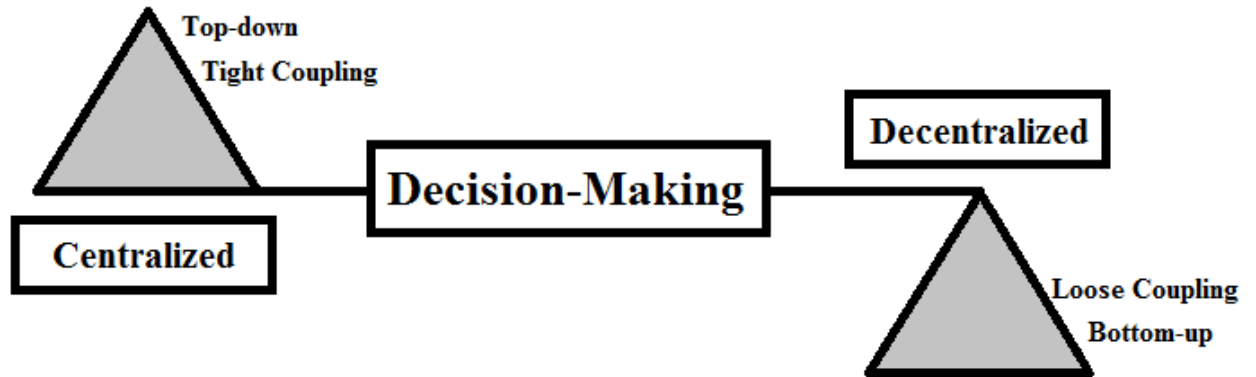 Top-down
Tight Coupling
Centralized
Decision-Making
Decentralized
Loose Coupling
Bottom-up